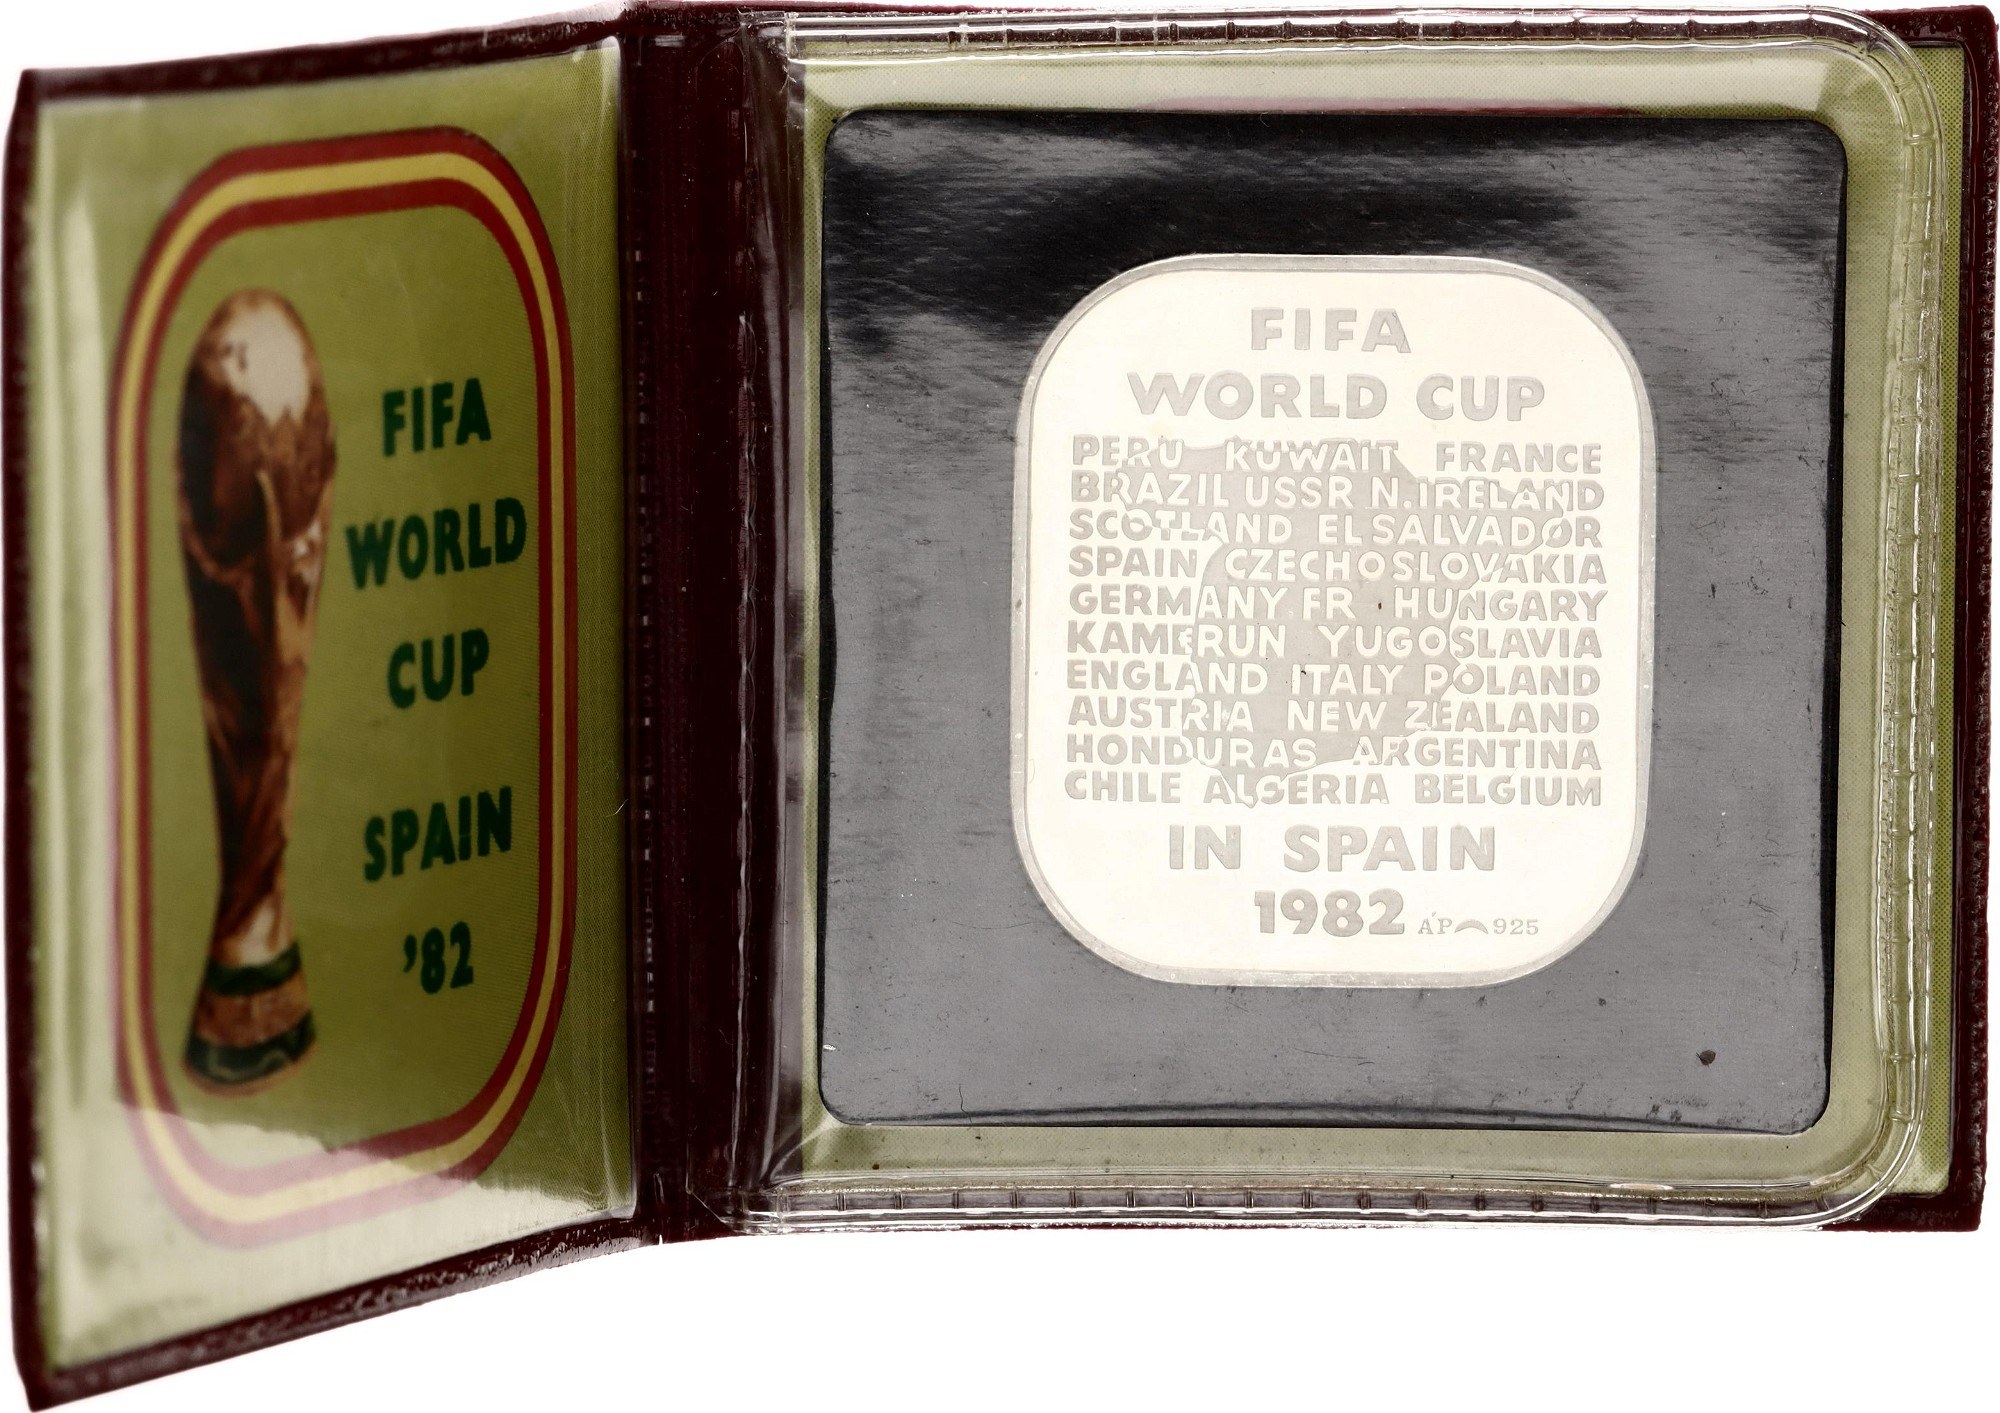 FIFA
WORLD
CUP
SPAIN
'82
FIFA
WORLD CUP
PERU KUWAIT FRANCE
BRAZIL USSR N.IRELAND
SCOTLAND EL SALVADOR
SPAIN CZECHOSLOVAKIA
GERMANY FR HUNGARY
KAMERUN YUGOSLAVIA
ENGLAND ITALY POLAND
AUSTRIA NEW ZEALAND
HONDURAS ARGENTINA
CHILE ALGERIA BELGIUM
IN SPAIN
1982 ÁP 925